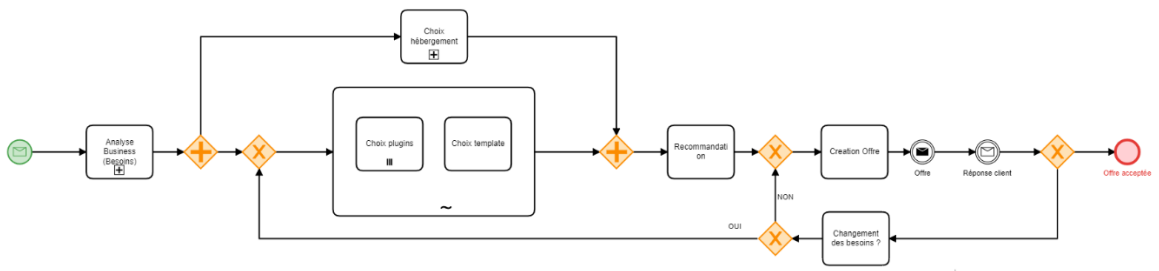 Choix
hébergement
Analyse
Business
(Besoins)
Choix plugins
Choix template
Recommandati
on
Creation Offre
Offre
Réponse client
Offre acceptée
NON
OUI
Changement
des besoins ?